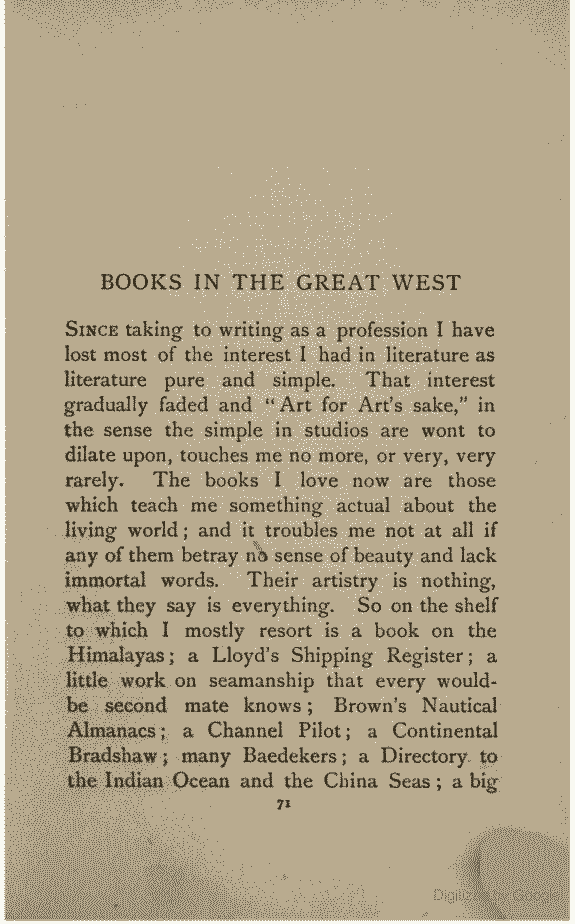 BOOKS IN THE GREAT WEST
SINCE taking to writing as a profession I have
lost most of the interest I had in literature as
literature pure and simple. That interest
gradually faded and "Art for Art's sake," in
the sense the simple in studios are wont to
dilate upon, touches me no more, or very, very
rarely. The books I love now are those
which teach me something actual about the
living world; and it troubles me not at all if
any of them betray no sense of beauty and lack
immortal words. Their artistry is nothing,
what they say is everything. So on the shelf
to which I mostly resort is a book on the
Himalayas; a Lloyd's Shipping Register; a
little work on seamanship that every would-
be second mate knows; Brown's Nautical
Almanacs; a Channel Pilot; a Continental
Bradshaw; many Baedekers; a Directory to
the Indian Ocean and the China Seas; a big
71
Digitized by Google